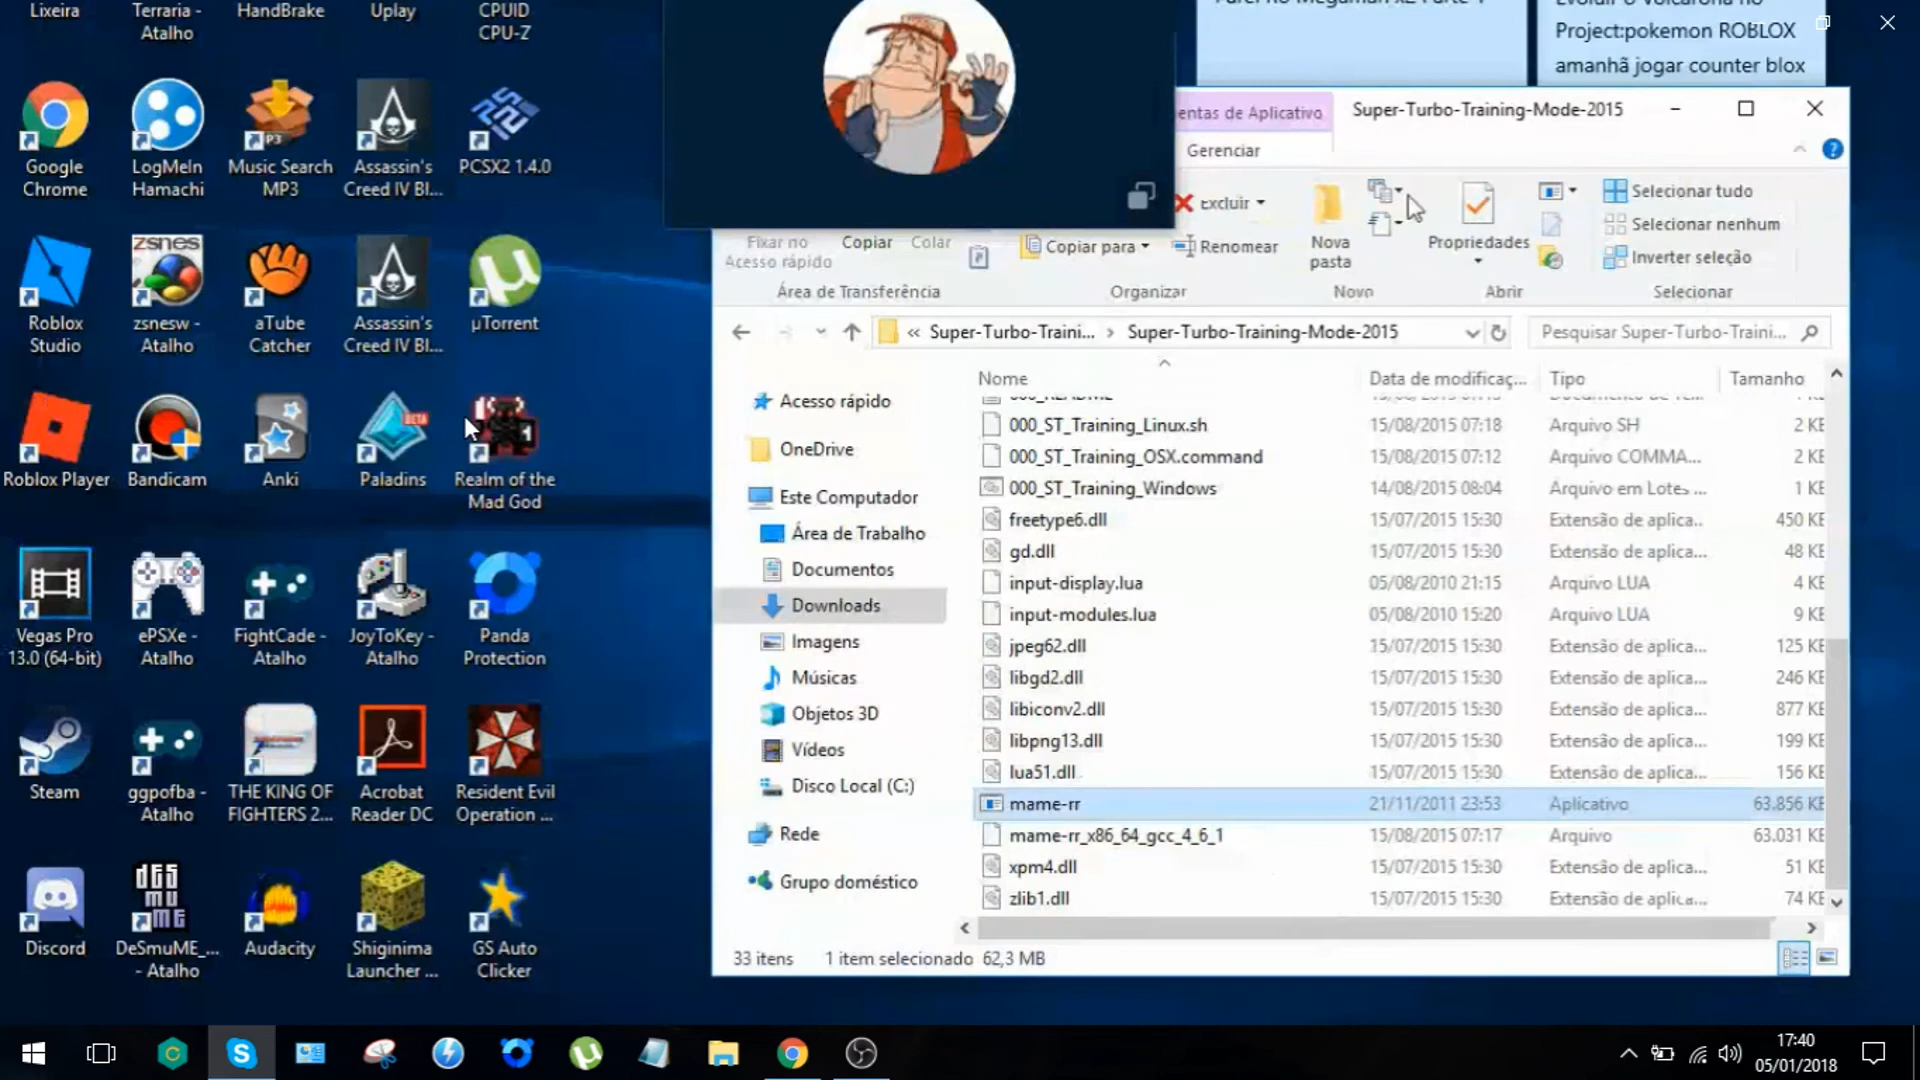 Lixeira
Terraria -
Atalho
HandBrake
Uplay
CPUID
CPU-Z
Google
Chrome
LogMeIn
Hamachi
P3
Music Search
MP3
Assassin's
Creed IV Bl...
PCSX2 1.4.0
Roblox
Studio
zsnes
zsnesw -
Atalho
aTube
Catcher
Assassin's
Creed IV Bl...
µTorrent
Roblox Player
Bandicam
Anki
BETA
Paladins
1
Realm of the
Mad God
Vegas Pro
13.0 (64-bit)
ePSXe -
Atalho
FightCade -
Atalho
JoyToKey -
Atalho
Panda
Protection
Steam
ggpofba -
Atalho
THE KING OF
FIGHTERS 2...
Acrobat
Reader DC
Resident Evil
Operation ...
Discord
DeSmuME_...
- Atalho
Audacity
Shiginima
Launcher ...
GS Auto
Clicker
Project:pokemon ROBLOX
amanhã jogar counter blox
entas de Aplicativo
Super-Turbo-Training-Mode-2015
Gerenciar
Fixar no
Acesso rápido
Copiar
Colar
Copiar para
Excluir
Renomear
Nova
pasta
Propriedades
Selecionar tudo
Selecionar nenhum
Inverter seleção
Área de Transferência
Organizar
Novo
Abrir
Selecionar
« Super-Turbo-Traini... › Super-Turbo-Training-Mode-2015
Pesquisar Super-Turbo-Traini...
Acesso rápido
OneDrive
Este Computador
Área de Trabalho
Documentos
Downloads
Imagens
Músicas
Objetos 3D
Vídeos
Disco Local (C:)
Rede
Grupo doméstico
Nome Data de modificaç... Tipo Tamanho
000_ST_Training_Linux.sh 15/08/2015 07:18 Arquivo SH 2 KE
000_ST_Training_OSX.command 15/08/2015 07:12 Arquivo COMMA... 2 KE
000_ST_Training_Windows 14/08/2015 08:04 Arquivo em Lotes ... 1 KE
freetype6.dll 15/07/2015 15:30 Extensão de aplica... 450 KE
gd.dll 15/07/2015 15:30 Extensão de aplica... 48 KE
input-display.lua 05/08/2010 21:15 Arquivo LUA 4 KE
input-modules.lua 05/08/2010 15:20 Arquivo LUA 9 KE
jpeg62.dll 15/07/2015 15:30 Extensão de aplica... 125 KE
libgd2.dll 15/07/2015 15:30 Extensão de aplica... 246 KE
libiconv2.dll 15/07/2015 15:30 Extensão de aplica... 877 KE
libpng13.dll 15/07/2015 15:30 Extensão de aplica... 199 KE
lua51.dll 15/07/2015 15:30 Extensão de aplica... 156 KE
mame-rr 21/11/2011 23:53 Aplicativo 63.856 KE
mame-rr_x86_64_gcc_4_6_1 15/08/2015 07:17 Arquivo 63.031 KE
xpm4.dll 15/07/2015 15:30 Extensão de aplica... 51 KE
zlib1.dll 15/07/2015 15:30 Extensão de aplica... 74 KE
33 itens 1 item selecionado 62,3 MB
17:40
05/01/2018